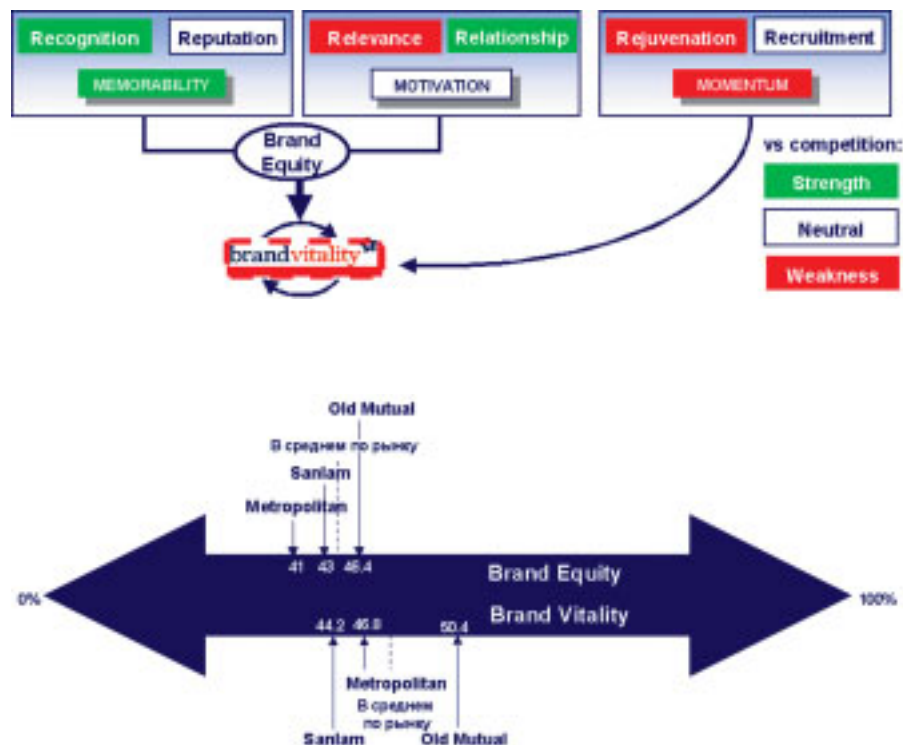 Recognition
Reputation
Relevance
Relationship
Rejuvenation
Recruitment
MEMORABILITY
MOTIVATION
MOMENTUM
Brand
Equity
vs competition:
Strength
Neutral
Weakness
brandvitality
Old Mutual
В среднем по рынку
Sanlam
Metropolitan
41 43 46.4
Brand Equity
0%
100%
Brand Vitality
44.2 46.8 50.4
Metropolitan
В среднем
по рынку
Sanlam
Old Mutual